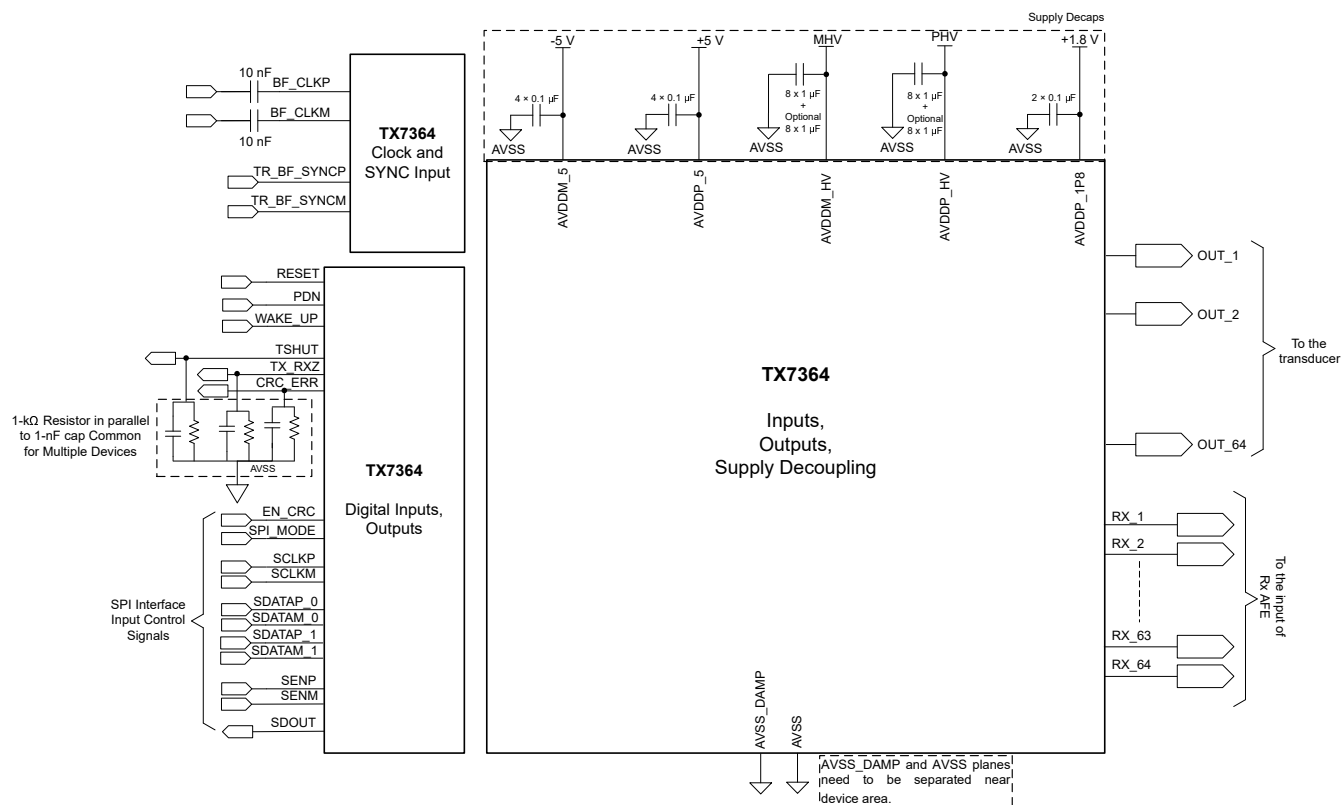 Supply Decaps
-5 V
+5 V
MHV
PHV
+1.8 V
4 × 0.1 µF
4 × 0.1 µF
8 x 1 µF
+
Optional
8 x 1 µF
8 x 1 µF
+
Optional
8 x 1 µF
2 × 0.1 µF
AVSS
AVSS
AVSS
AVSS
AVSS
AVDDM_5
AVDDP_5
AVDDM_HV
AVDDP_HV
AVDDP_1P8
10 nF
BF_CLKP
BF_CLKM
10 nF
TR_BF_SYNCP
TR_BF_SYNCM
TX7364
Clock and
SYNC Input
RESET
PDN
WAKE_UP
TSHUT
TX_RXZ
CRC_ERR
1-kΩ Resistor in parallel
to 1-nF cap Common
for Multiple Devices
AVSS
TX7364
Digital Inputs,
Outputs
EN_CRC
SPI_MODE
SCLKP
SCLKM
SDATAP_0
SDATAM_0
SDATAP_1
SDATAM_1
SENP
SENM
SDOUT
SPI Interface
Input Control
Signals
TX7364
Inputs,
Outputs,
Supply Decoupling
OUT_1
OUT_2
OUT_64
To the
transducer
RX_1
RX_2
RX_63
RX_64
To the input of
Rx AFE
AVSS_DAMP
AVSS
AVSS_DAMP and AVSS planes
need to be separated near
device area.